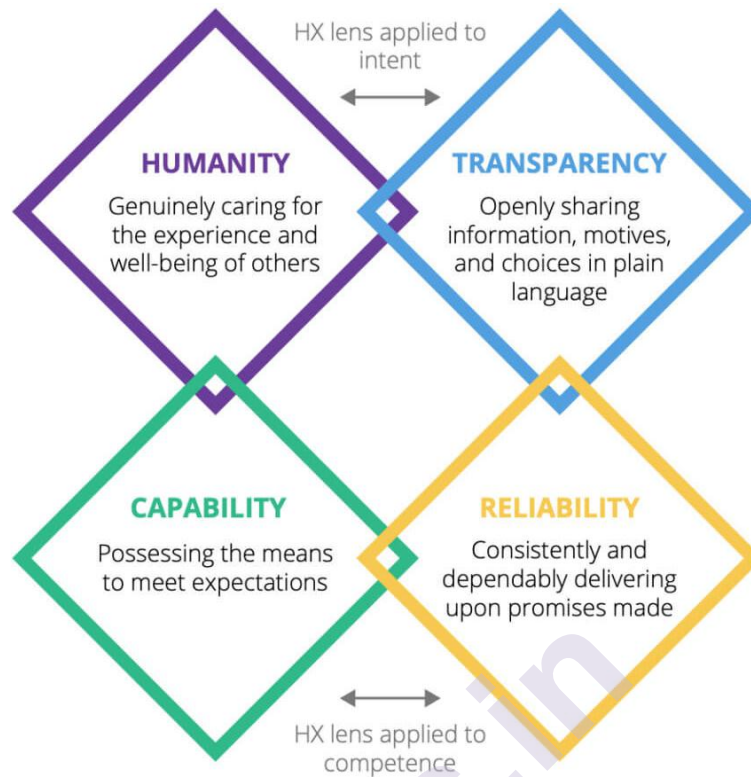 HX lens applied to
intent
HUMANITY
Genuinely caring for
the experience and
well-being of others
TRANSPARENCY
Openly sharing
information, motives,
and choices in plain
language
CAPABILITY
Possessing the means
to meet expectations
RELIABILITY
Consistently and
dependably delivering
upon promises made
HX lens applied to
competence